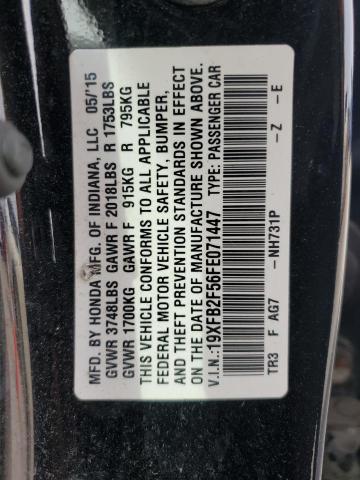 MFD. BY HONDA MFG. OF INDIANA, LLC 05/'15
GVWR 3748LBS GAWR F 2018LBS R 1753LBS
GVWR 1700KG GAWR F 915KG R 795KG
THIS VEHICLE CONFORMS TO ALL APPLICABLE
FEDERAL MOTOR VEHICLE SAFETY, BUMPER,
AND THEFT PREVENTION STANDARDS IN EFFECT
ON THE DATE OF MANUFACTURE SHOWN ABOVE.
V.I.N.:19XFB2F56FE071447 TYPE: PASSENGER CAR
TR3 F AG7 -NH731P -Z -E